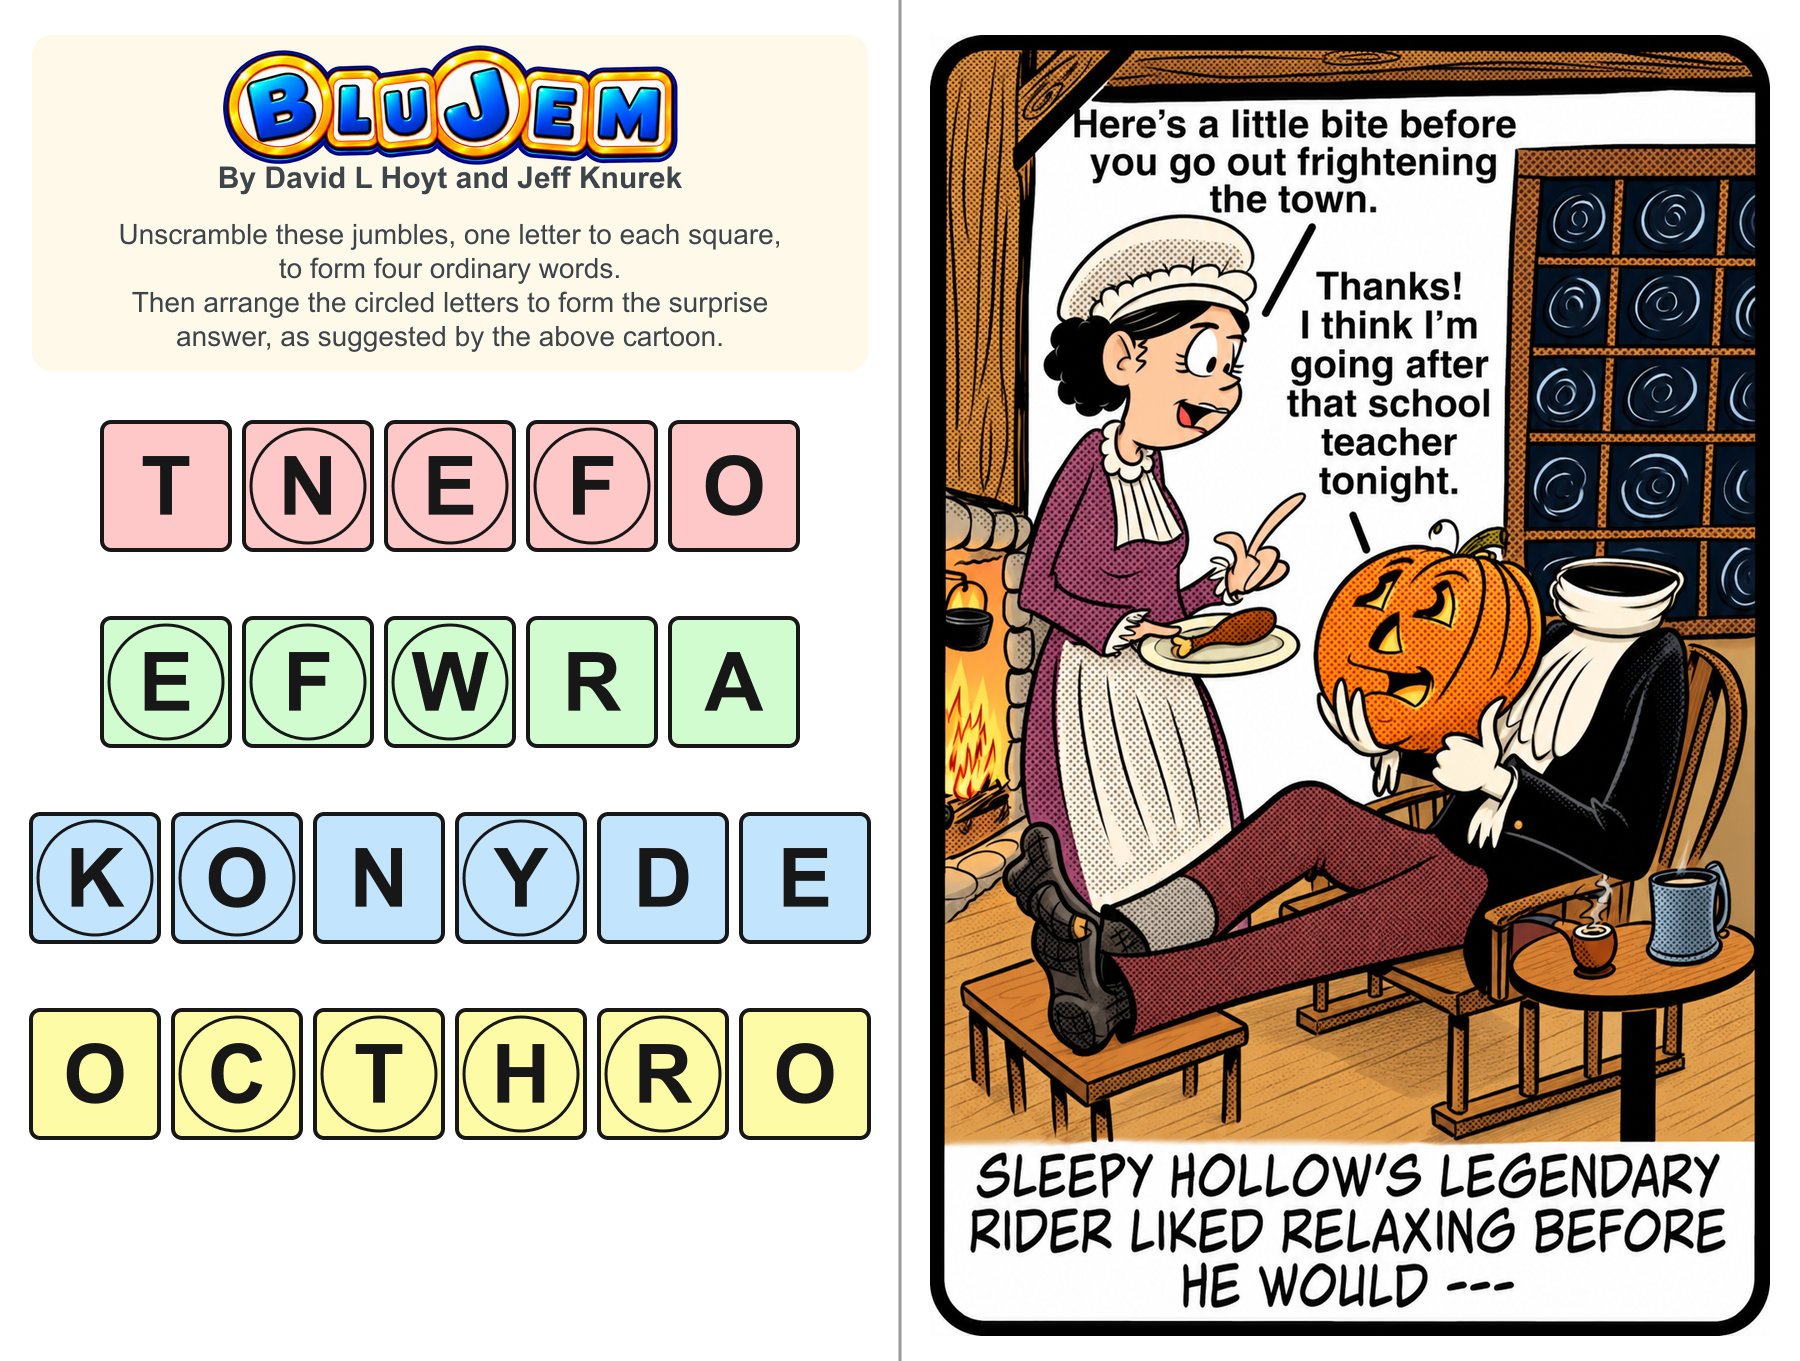 BLUJEM
By David L Hoyt and Jeff Knurek
Unscramble these jumbles, one letter to each square,
to form four ordinary words.
Then arrange the circled letters to form the surprise
answer, as suggested by the above cartoon.
T N E F O
E F W R A
K O N Y D E
O C T H R O
Here's a little bite before
you go out frightening
the town.
Thanks!
I think I'm
going after
that school
teacher
tonight.
SLEEPY HOLLOW'S LEGENDARY
RIDER LIKED RELAXING BEFORE
HE WOULD ---